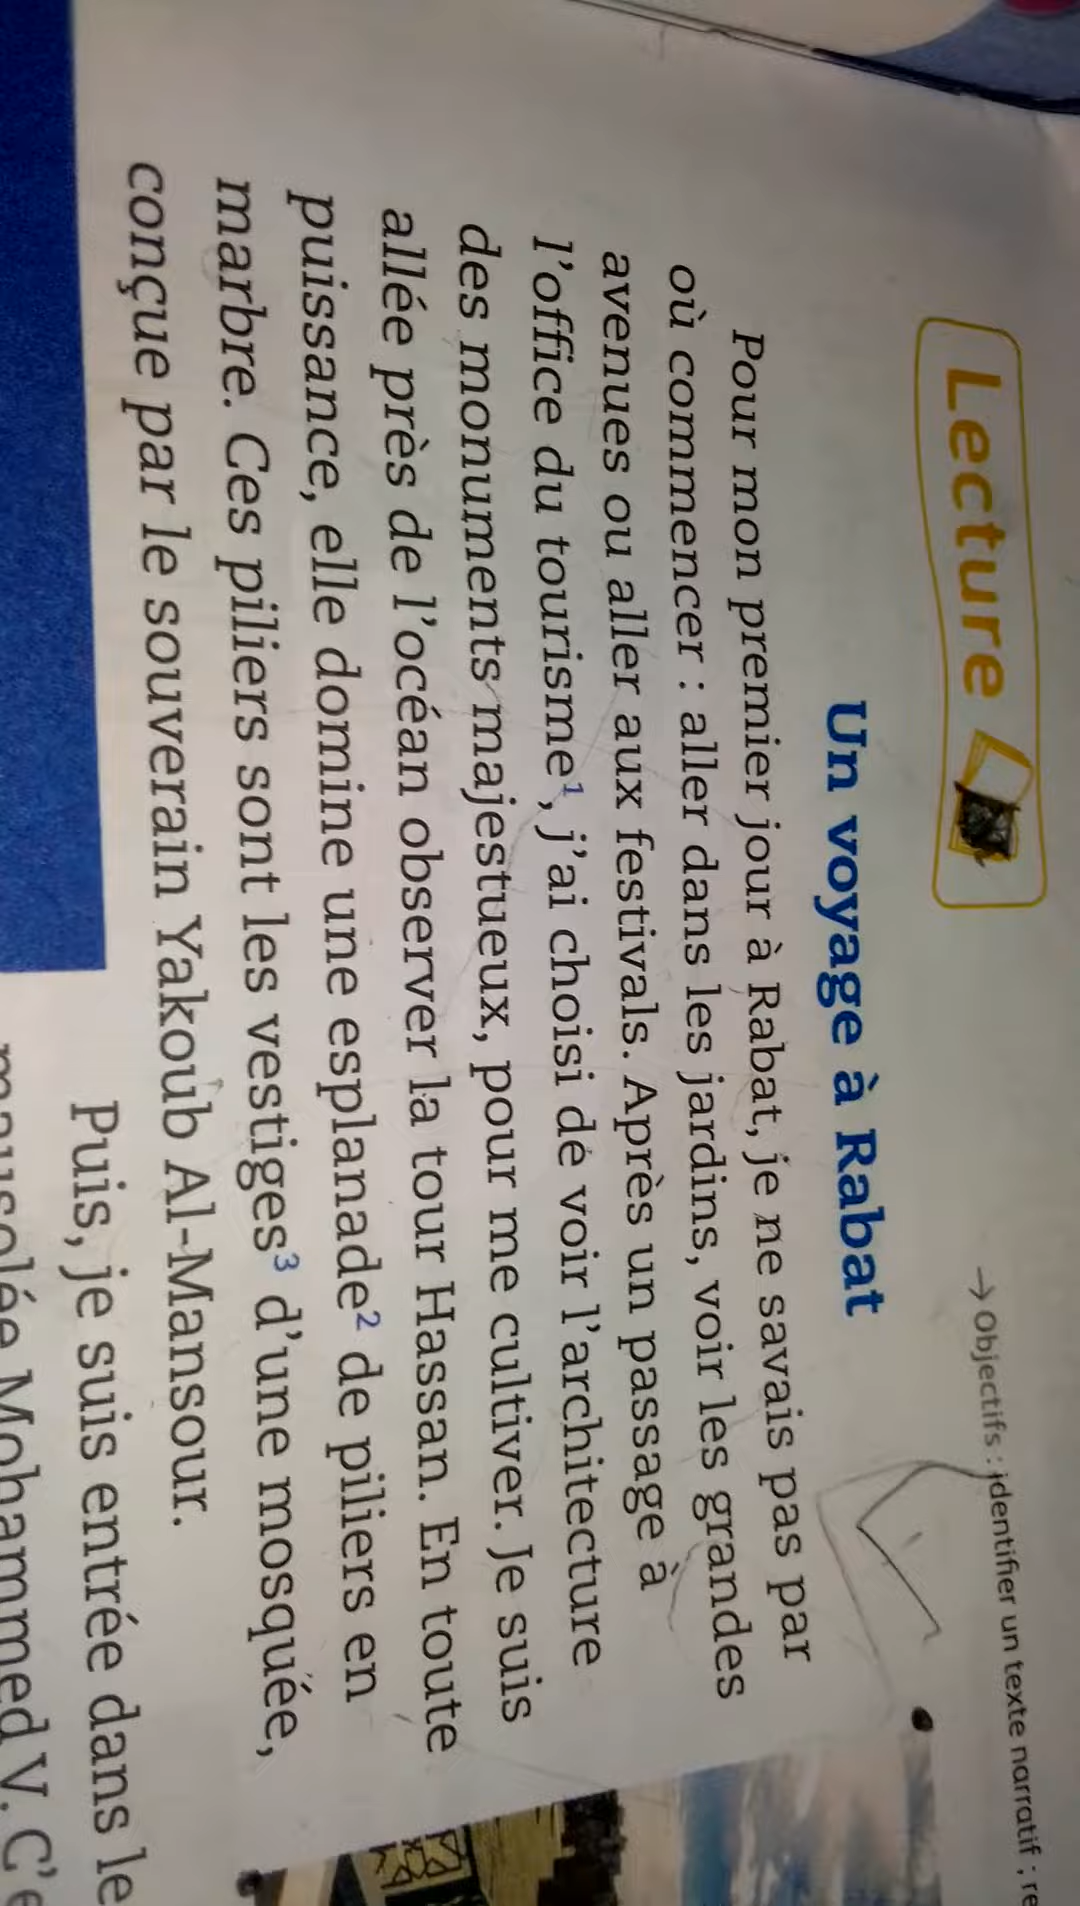 Lecture
→ Objectifs : identifier un texte narratif ; re
Un voyage à Rabat
Pour mon premier jour à Rabat, je ne savais pas par
où commencer : aller dans les jardins, voir les grandes
avenues ou aller aux festivals. Après un passage à
l'office du tourisme¹, j'ai choisi de voir l'architecture
des monuments majestueux, pour me cultiver. Je suis
allée près de l'océan observer la tour Hassan. En toute
puissance, elle domine une esplanade² de piliers en
marbre. Ces piliers sont les vestiges³ d'une mosquée,
conçue par le souverain Yakoub Al-Mansour.
Puis, je suis entrée dans le
mausolée Mohammed V. C'e